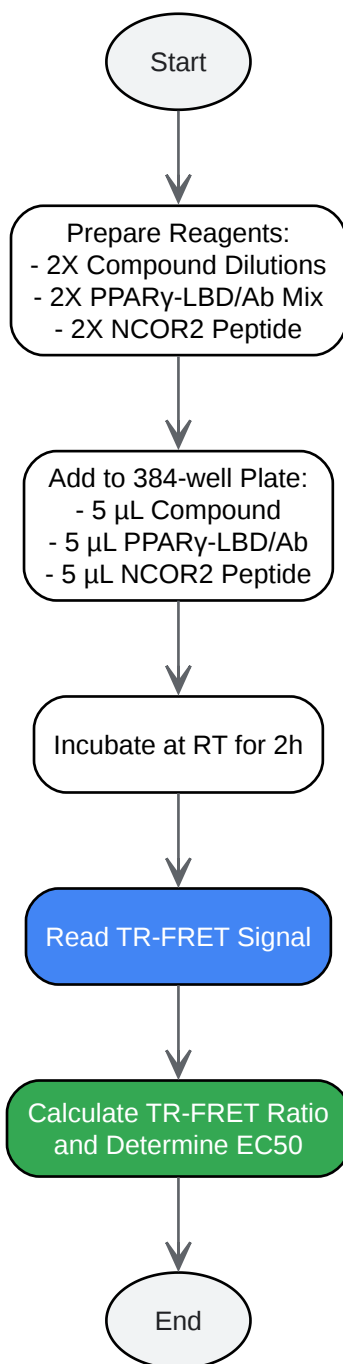 Start
Prepare Reagents:
- 2X Compound Dilutions
- 2X PPARγ-LBD/Ab Mix
- 2X NCOR2 Peptide
Add to 384-well Plate:
- 5 µL Compound
- 5 µL PPARγ-LBD/Ab
- 5 µL NCOR2 Peptide
Incubate at RT for 2h
Read TR-FRET Signal
Calculate TR-FRET Ratio
and Determine EC50
End